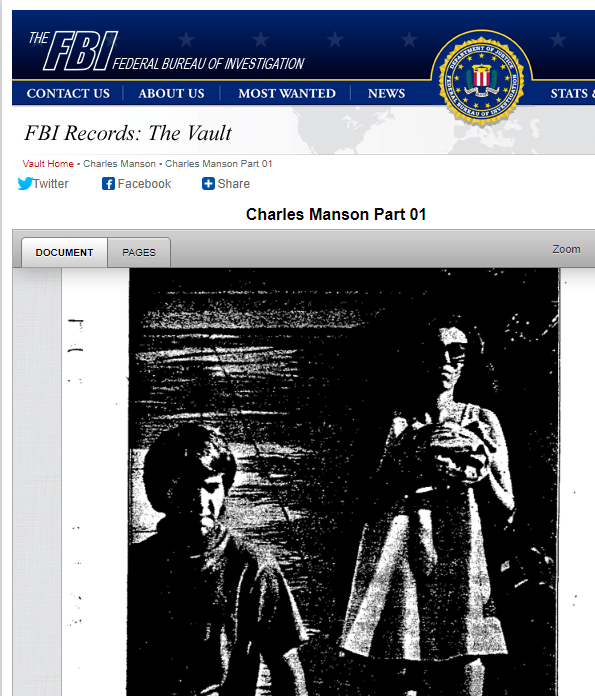 THE FBI FEDERAL BUREAU OF INVESTIGATION
CONTACT US ABOUT US MOST WANTED NEWS STATS &
DEPARTMENT OF JUSTICE
FEDERAL BUREAU OF INVESTIGATION
FBI Records: The Vault
Vault Home • Charles Manson • Charles Manson Part 01
Twitter Facebook Share
Charles Manson Part 01
DOCUMENT PAGES Zoom